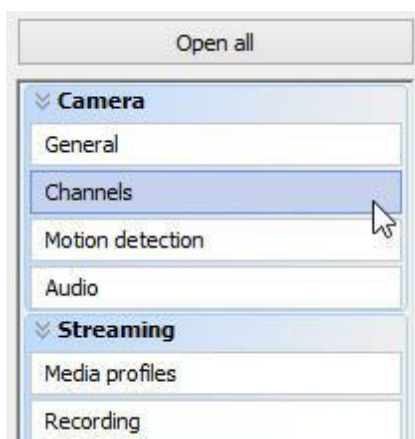 Open all
Camera
General
Channels
Motion detection
Audio
Streaming
Media profiles
Recording